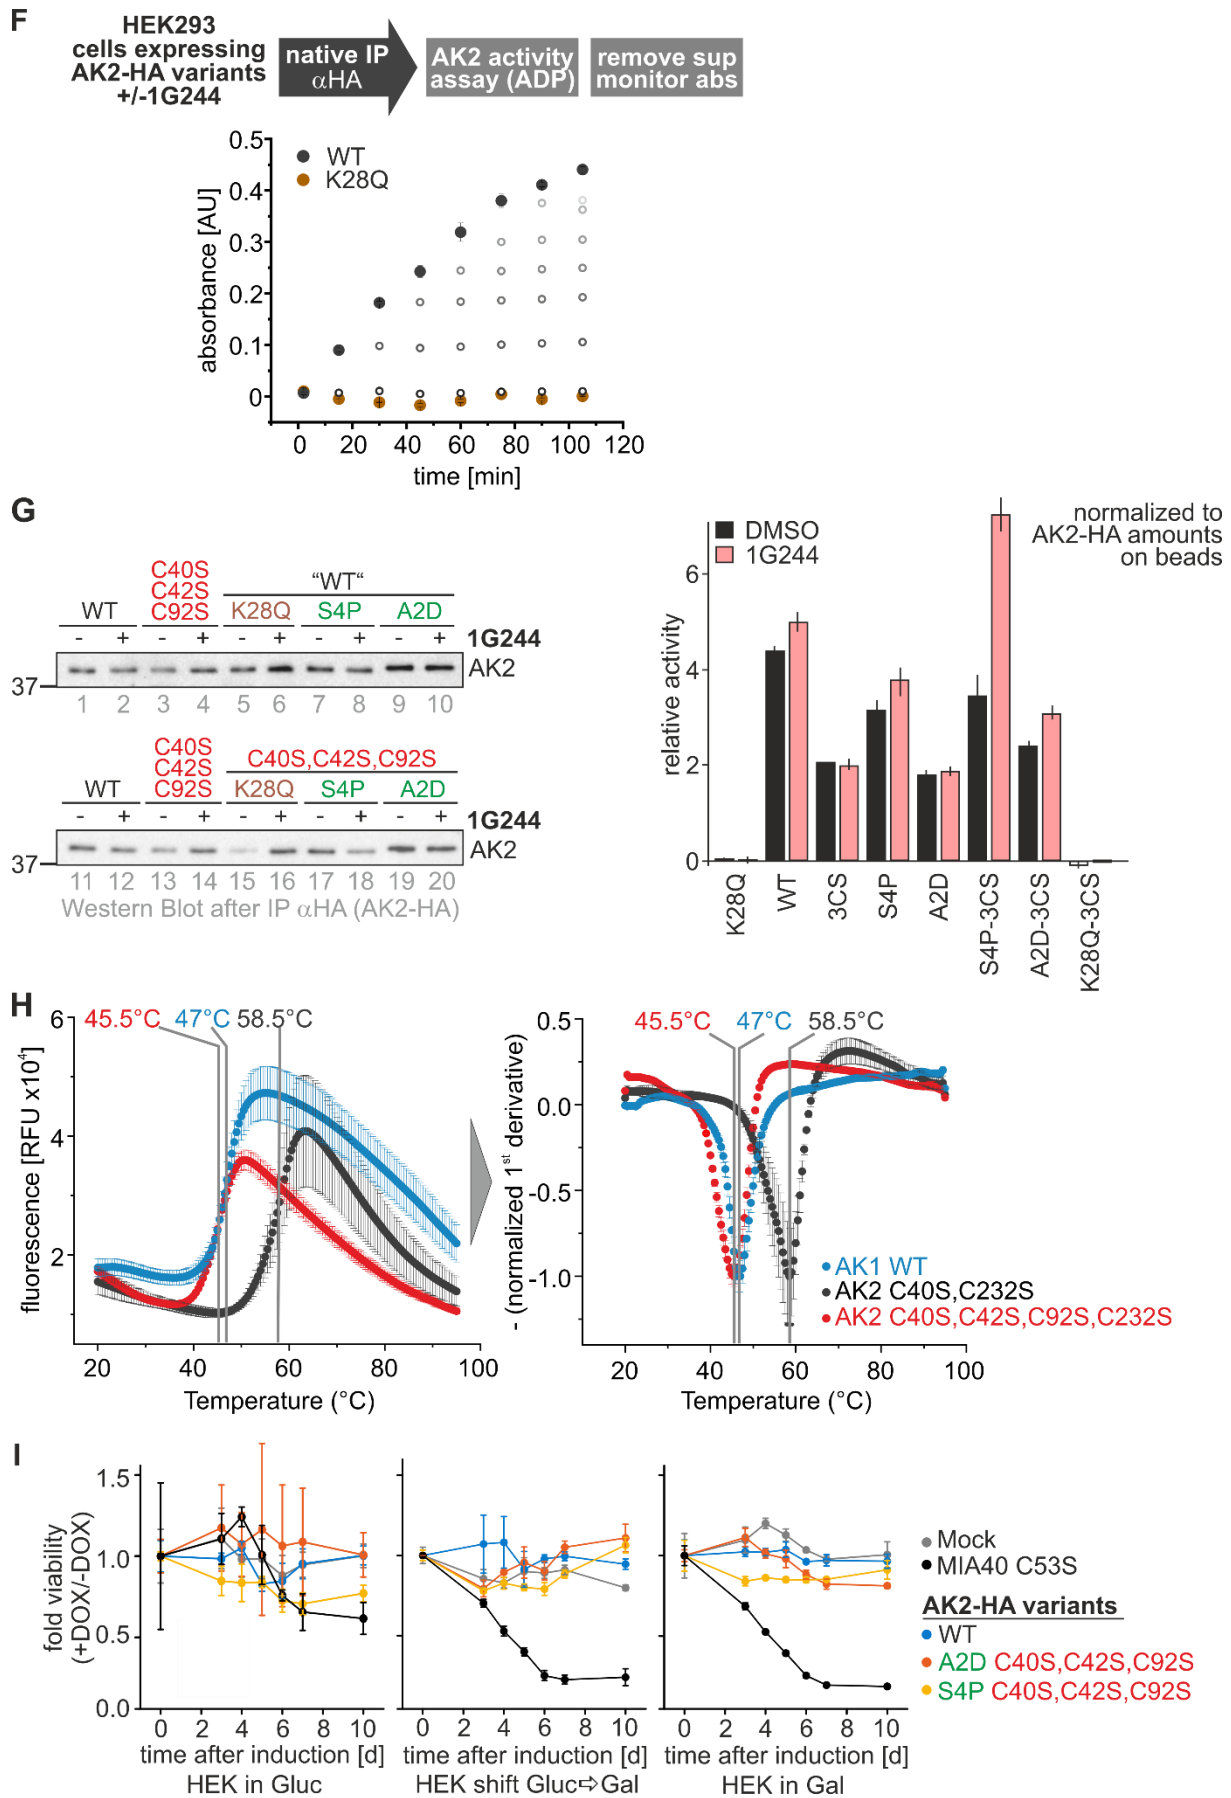 F
HEK293
cells expressing
AK2-HA variants
+/-1G244
native IP
αHA
AK2 activity
assay (ADP)
remove sup
monitor abs
WT
K28Q
absorbance [AU]
0.5
0.4
0.3
0.2
0.1
0
0 20 40 60 80 100 120
time [min]
G
C40S
C42S
C92S
"WT"
WT
K28Q S4P A2D
- + - + - + - + - + 1G244
37
AK2
1 2 3 4 5 6 7 8 9 10
C40S
C42S
C92S
C40S,C42S,C92S
WT
K28Q S4P A2D
- + - + - + - + - + 1G244
37
AK2
11 12 13 14 15 16 17 18 19 20
Western Blot after IP αHA (AK2-HA)
DMSO
1G244
normalized to
AK2-HA amounts
on beads
relative activity
6
4
2
0
K28Q
WT
3CS
S4P
A2D
S4P-3CS
A2D-3CS
K28Q-3CS
H
45.5°C 47°C 58.5°C
fluorescence [RFU x10⁴]
6
4
2
20 40 60 80 100
Temperature (°C)
45.5°C 47°C 58.5°C
- (normalized 1st derivative)
0.5
0.0
-0.5
-1.0
AK1 WT
AK2 C40S,C232S
AK2 C40S,C42S,C92S,C232S
20 40 60 80 100
Temperature (°C)
I
fold viability
(+DOX/-DOX)
1.5
1.0
0.5
0.0
0 2 4 6 8 10
time after induction [d]
HEK in Gluc
0 2 4 6 8 10
time after induction [d]
HEK shift Gluc⇨Gal
0 2 4 6 8 10
time after induction [d]
HEK in Gal
Mock
MIA40 C53S
AK2-HA variants
WT
A2D C40S,C42S,C92S
S4P C40S,C42S,C92S